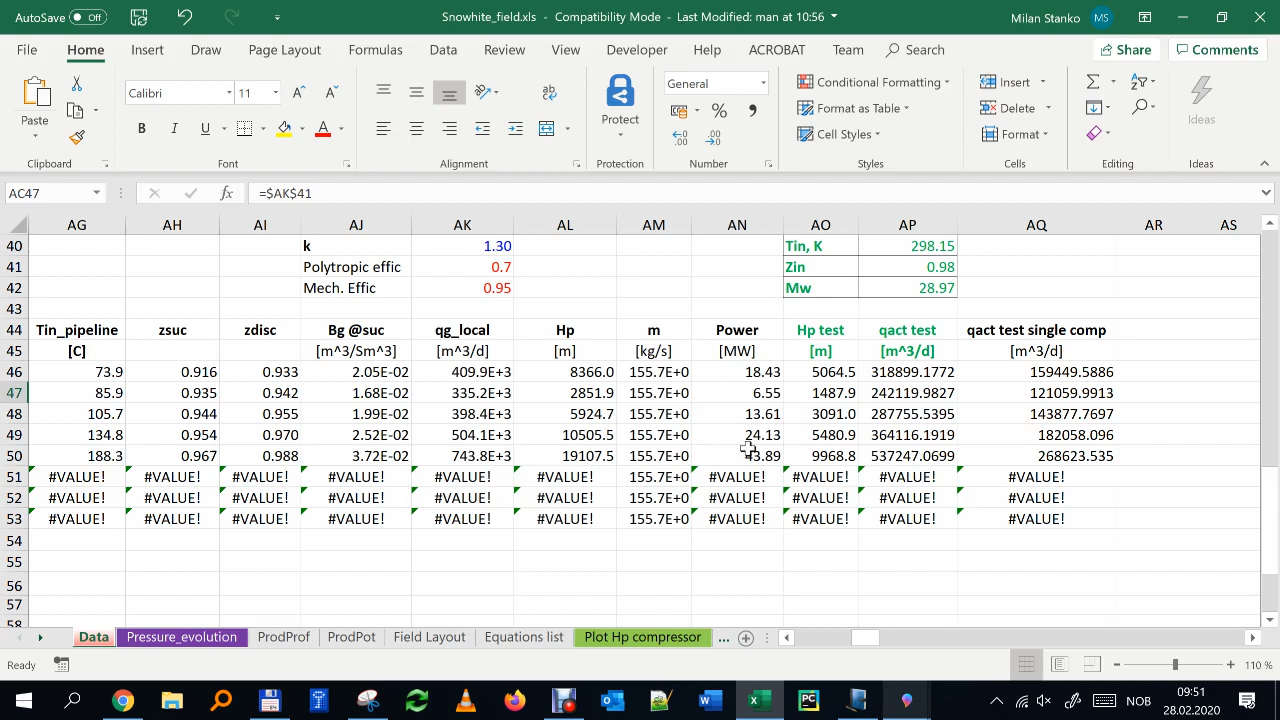 AutoSave Off Snowhite_field.xls - Compatibility Mode - Last Modified: man at 10:56 Milan Stanko MS
File Home Insert Draw Page Layout Formulas Data Review View Developer Help ACROBAT Team Search Share Comments
Calibri 11 General Conditional Formatting Insert
Paste Protect Format as Table Delete Ideas
B I U A % Cell Styles Format
Clipboard Font Alignment Protection Number Styles Cells Editing Ideas
AC47 fx =$AK$41
AG AH AI AJ AK AL AM AN AO AP AQ AR AS
40 k 1.30 Tin, K 298.15
41 Polytropic effic 0.7 Zin 0.98
42 Mech. Effic 0.95 Mw 28.97
43
44 Tin_pipeline zsuc zdisc Bg @suc qg_local Hp m Power Hp test qact test qact test single comp
45 [C] [m^3/Sm^3] [m^3/d] [m] [kg/s] [MW] [m] [m^3/d] [m^3/d]
46 73.9 0.916 0.933 2.05E-02 409.9E+3 8366.0 155.7E+0 18.43 5064.5 318899.1772 159449.5886
47 85.9 0.935 0.942 1.68E-02 335.2E+3 2851.9 155.7E+0 6.55 1487.9 242119.9827 121059.9913
48 105.7 0.944 0.955 1.99E-02 398.4E+3 5924.7 155.7E+0 13.61 3091.0 287755.5395 143877.7697
49 134.8 0.954 0.970 2.52E-02 504.1E+3 10505.5 155.7E+0 24.13 5480.9 364116.1919 182058.096
50 188.3 0.967 0.988 3.72E-02 743.8E+3 19107.5 155.7E+0 9968.8 537247.0699 268623.535
51 #VALUE! #VALUE! #VALUE! #VALUE! #VALUE! #VALUE! 155.7E+0 #VALUE! #VALUE! #VALUE! #VALUE!
52 #VALUE! #VALUE! #VALUE! #VALUE! #VALUE! #VALUE! 155.7E+0 #VALUE! #VALUE! #VALUE! #VALUE!
53 #VALUE! #VALUE! #VALUE! #VALUE! #VALUE! #VALUE! 155.7E+0 #VALUE! #VALUE! #VALUE! #VALUE!
54
55
56
57
58
Data Pressure_evolution ProdProf ProdPot Field Layout Equations list Plot Hp compressor ...
Ready 110 %
NOB 09:51
28.02.2020